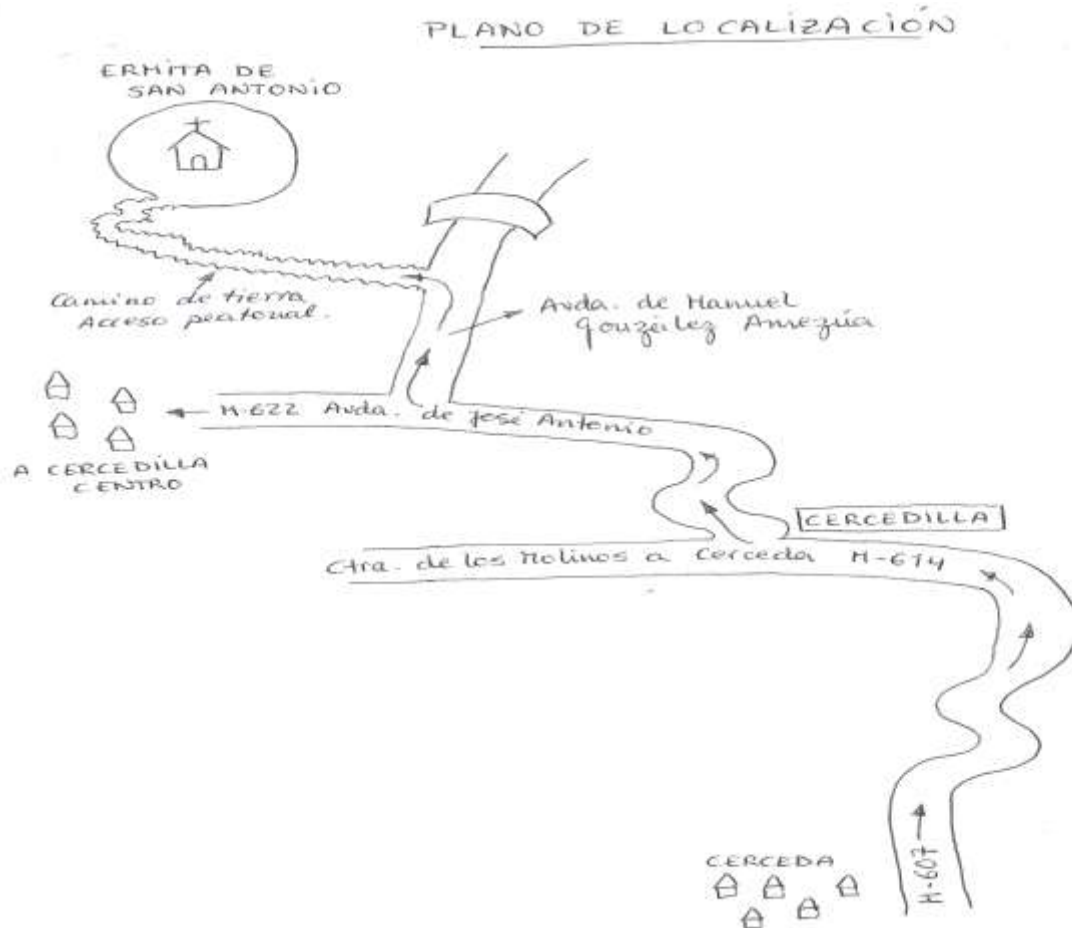 PLANO DE LOCALIZACIÓN
ERMITA DE
SAN ANTONIO
Camino de tierra
Acceso peatonal.
Avda. de Manuel
González Amezúa
M-622 Avda. de José Antonio
A CERCEDILLA
CENTRO
CERCEDILLA
Ctra. de los Molinos a Cerceda M-614
CERCEDA
M-607